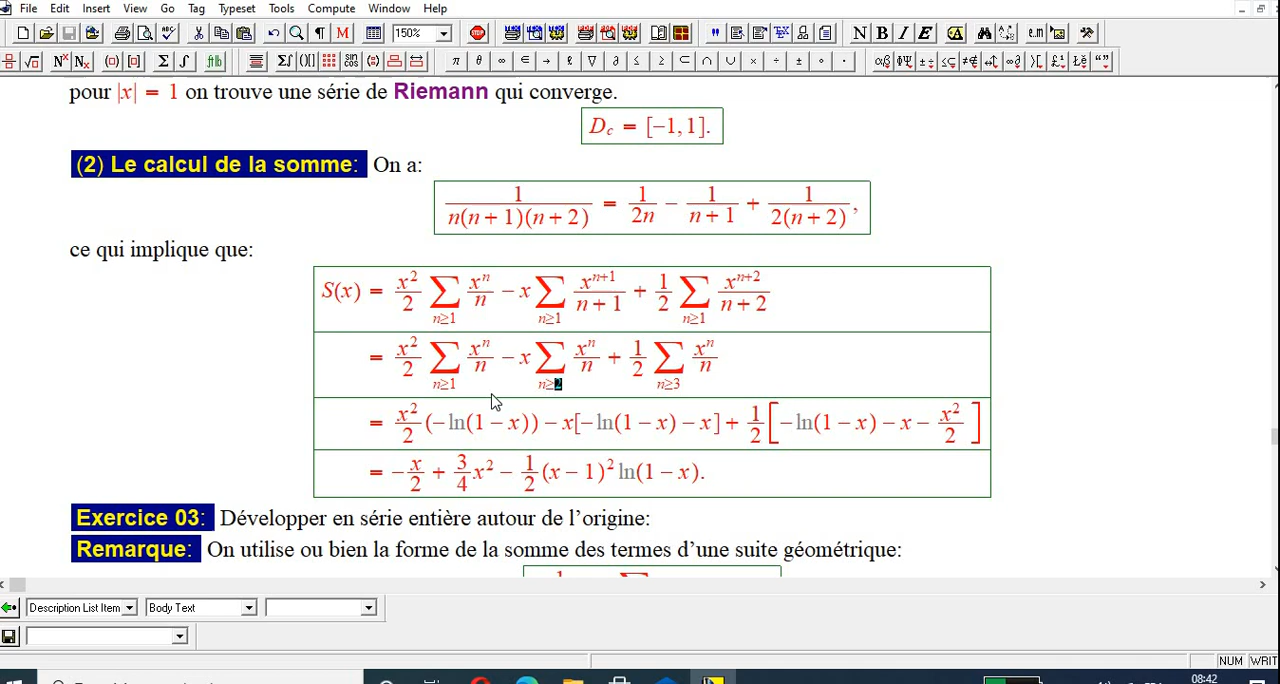 File Edit Insert View Go Tag Typeset Tools Compute Window Help
150%
pour |x| = 1 on trouve une série de Riemann qui converge.
D_c = [−1, 1].
(2) Le calcul de la somme: On a:
1/(n(n + 1)(n + 2)) = 1/(2n) − 1/(n + 1) + 1/(2(n + 2)),
ce qui implique que:
S(x) = x²/2 ∑_{n≥1} xⁿ/n − x ∑_{n≥1} xⁿ⁺¹/(n + 1) + 1/2 ∑_{n≥1} xⁿ⁺²/(n + 2)
= x²/2 ∑_{n≥1} xⁿ/n − x ∑_{n≥2} xⁿ/n + 1/2 ∑_{n≥3} xⁿ/n
= x²/2 (−ln(1 − x)) − x[−ln(1 − x) − x] + 1/2 [−ln(1 − x) − x − x²/2]
= −x/2 + 3/4 x² − 1/2 (x − 1)² ln(1 − x).
Exercice 03: Développer en série entière autour de l'origine:
Remarque: On utilise ou bien la forme de la somme des termes d'une suite géométrique:
Description List Item Body Text
NUM WRIT
08:42